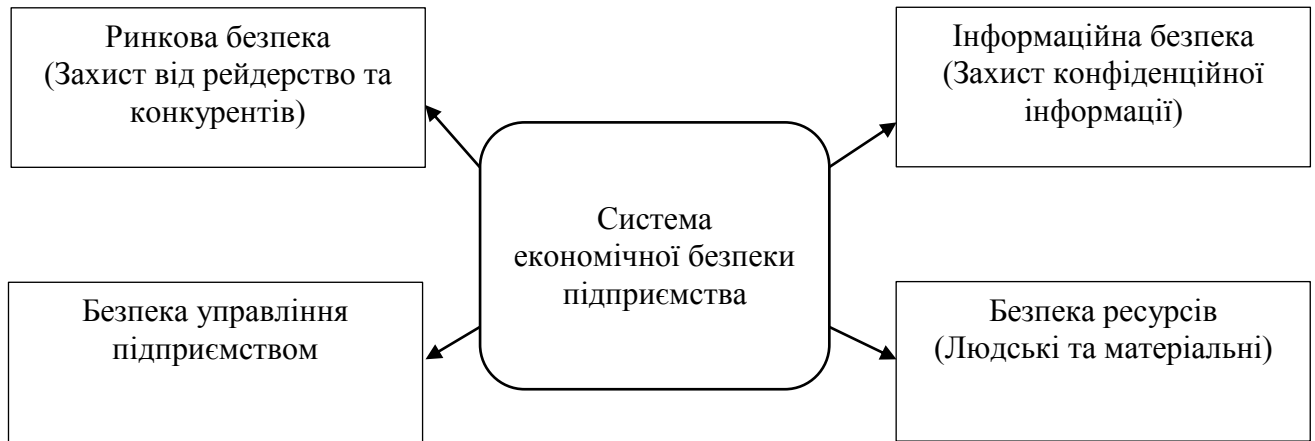 Ринкова безпека
(Захист від рейдерство та
конкурентів)
Інформаційна безпека
(Захист конфіденційної
інформації)
Система
економічної безпеки
підприємства
Безпека управління
підприємством
Безпека ресурсів
(Людські та матеріальні)